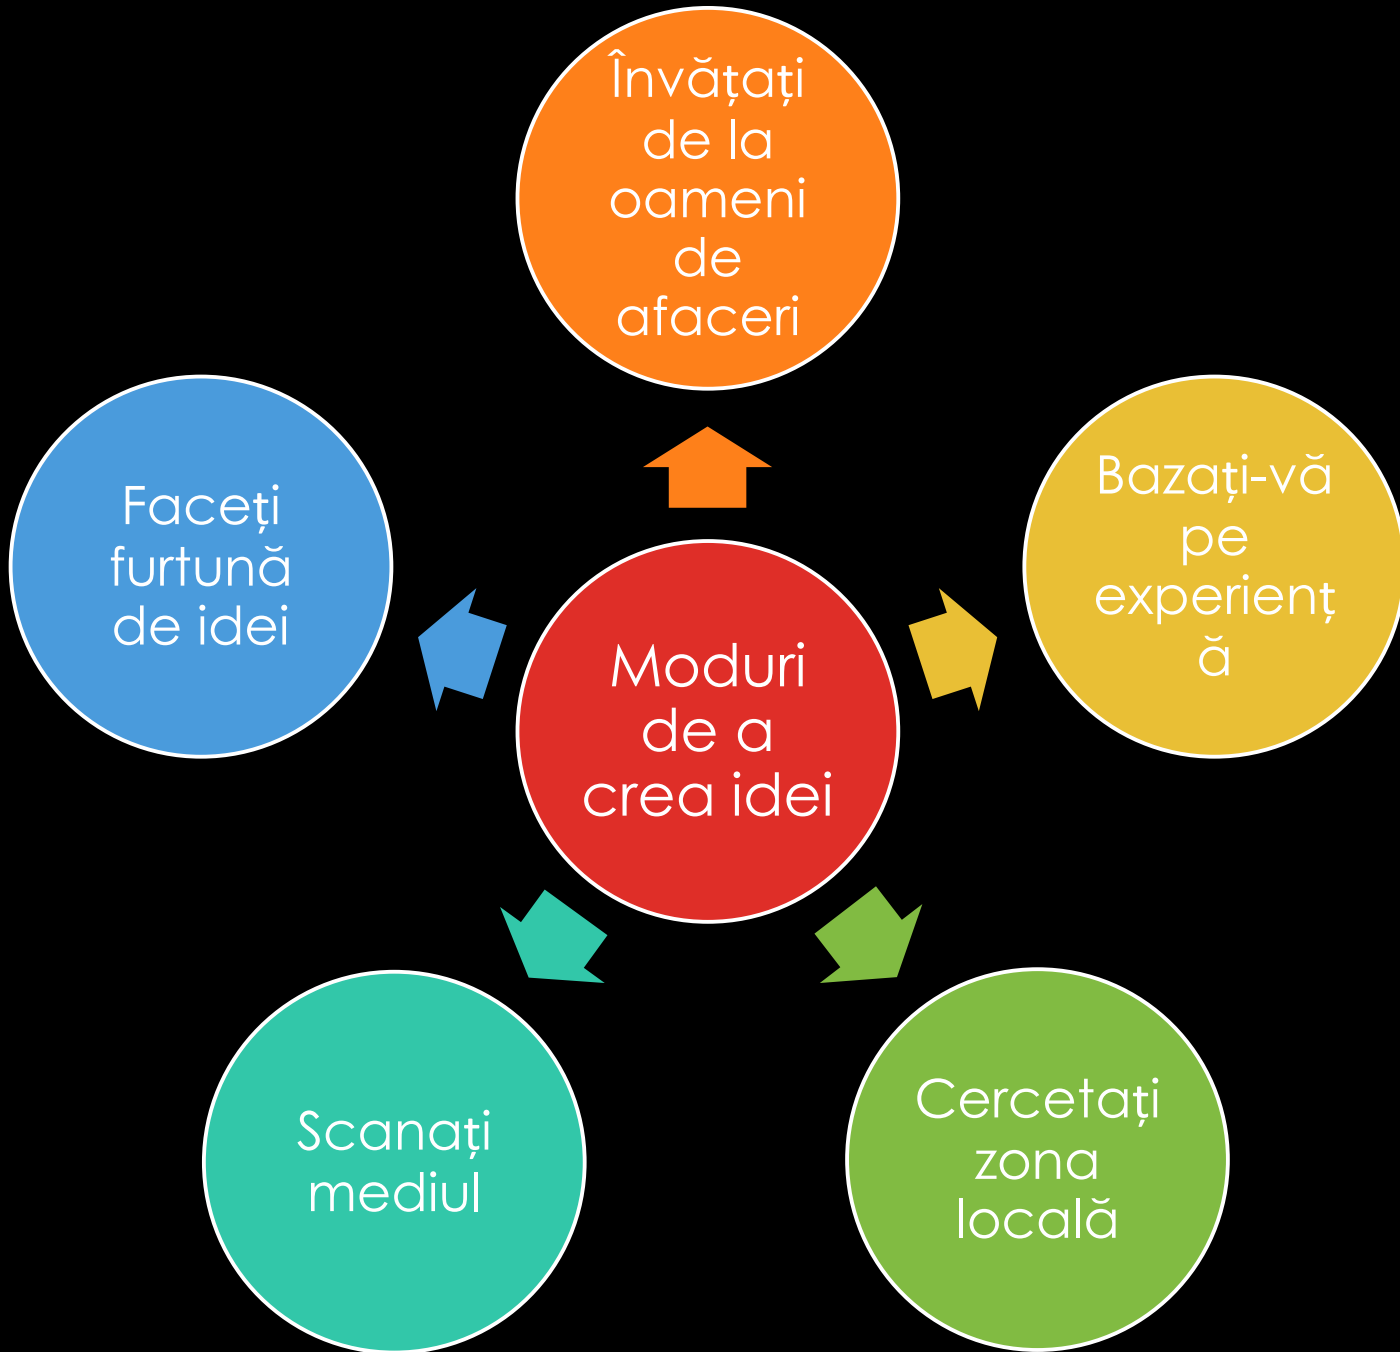 Învățați
de la
oameni
de
afaceri
Bazați-vă
pe
experienț
ă
Faceți
furtună
de idei
Moduri
de a
crea idei
Cercetați
zona
locală
Scanați
mediul